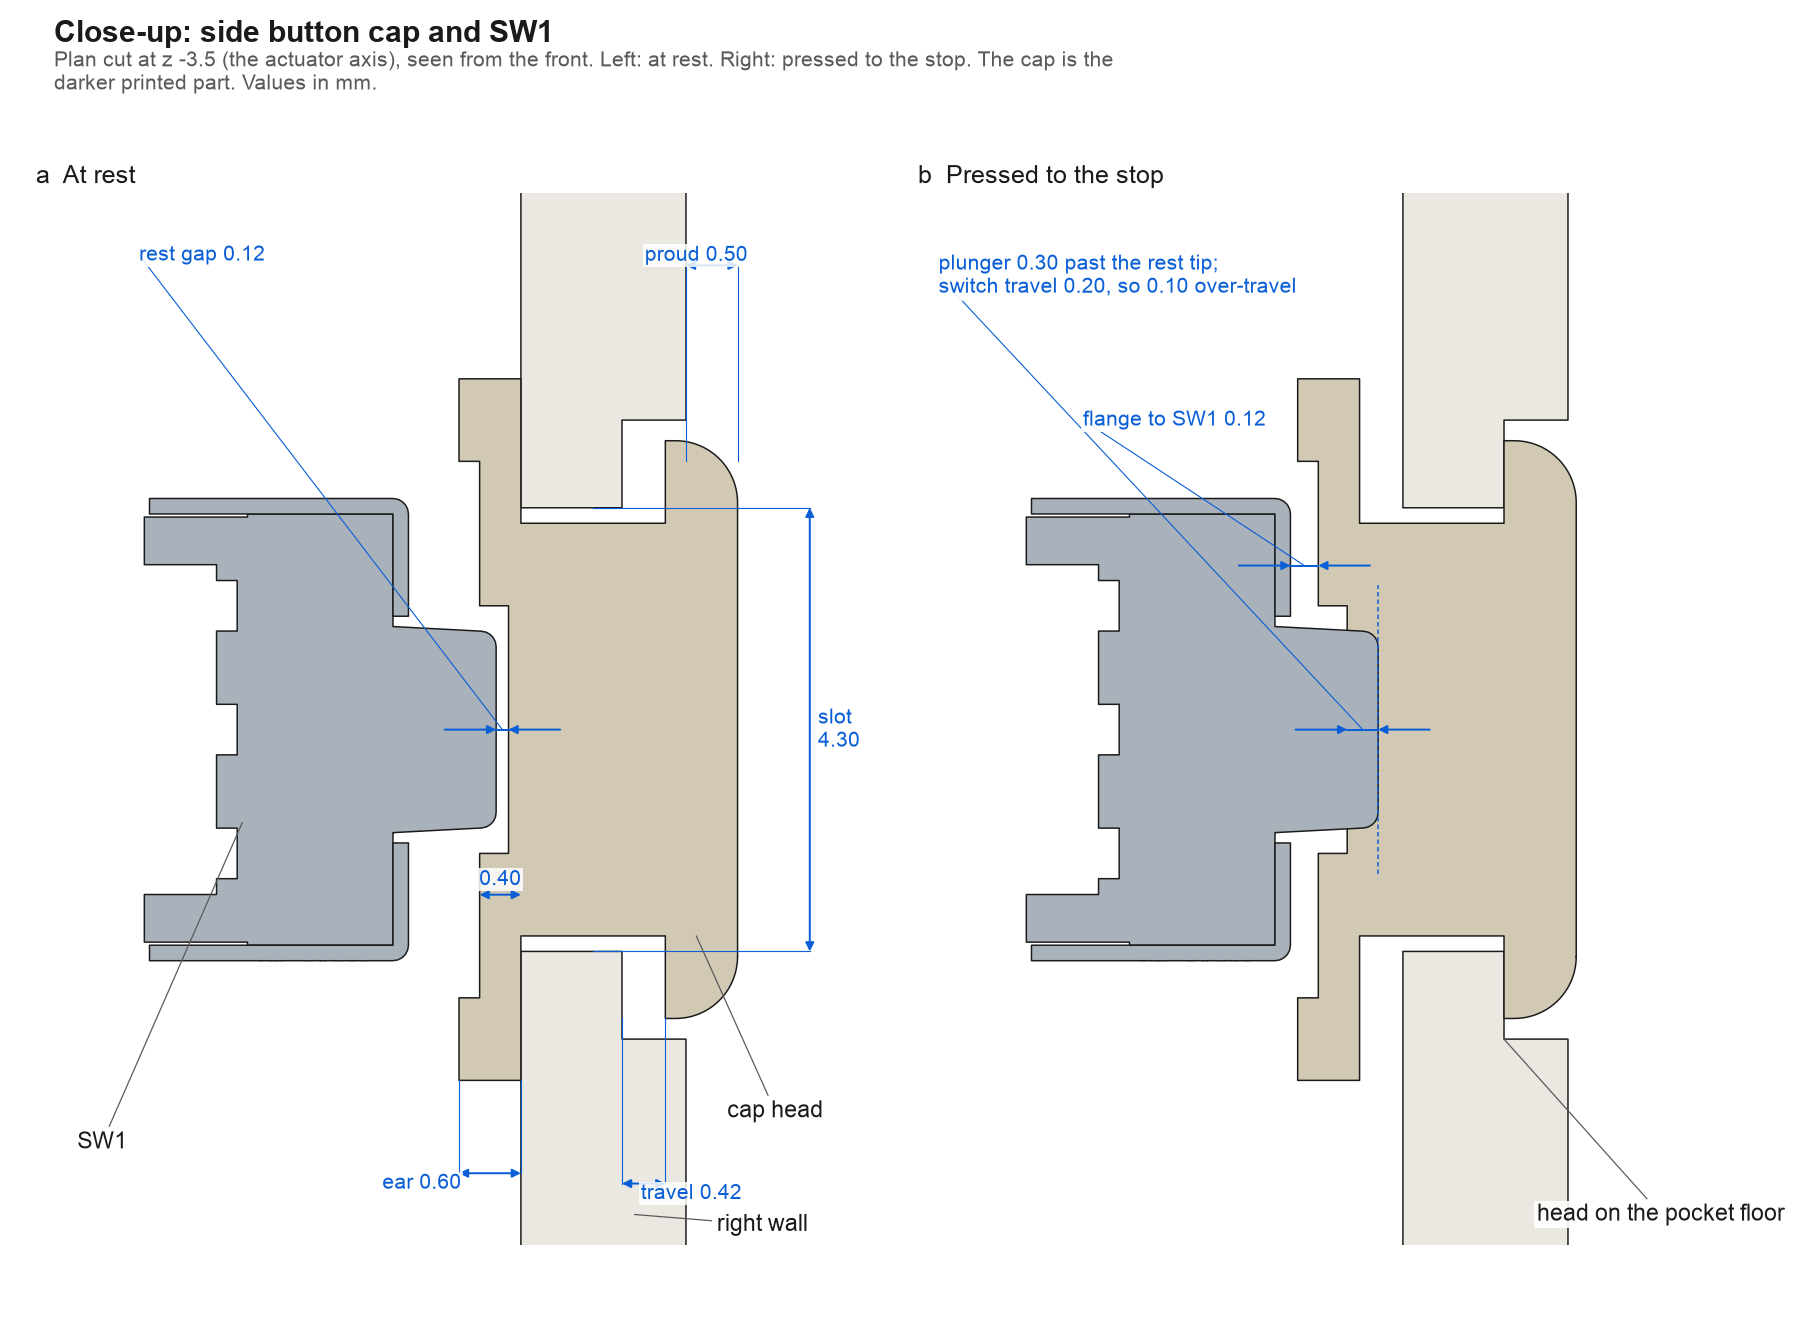 Close-up: side button cap and SW1
Plan cut at z -3.5 (the actuator axis), seen from the front. Left: at rest. Right: pressed to the stop. The cap is the
darker printed part. Values in mm.
a At rest
rest gap 0.12
proud 0.50
slot
4.30
0.40
cap head
SW1
ear 0.60
travel 0.42
right wall
b Pressed to the stop
plunger 0.30 past the rest tip;
switch travel 0.20, so 0.10 over-travel
flange to SW1 0.12
head on the pocket floor